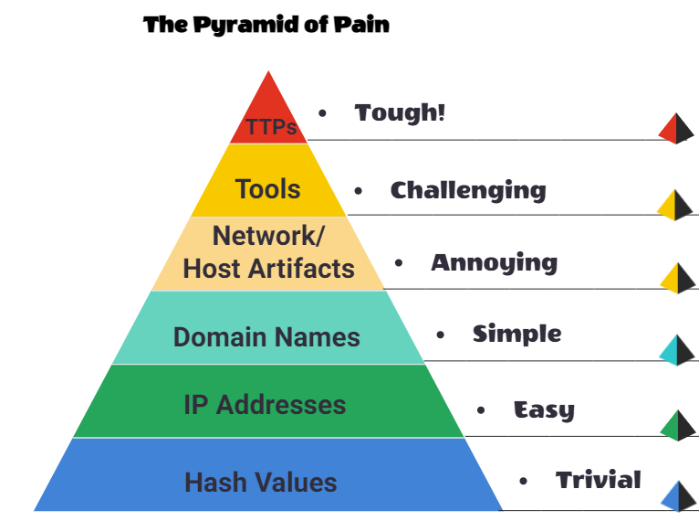 The Pyramid of Pain
TTPs
• Tough!
Tools
• Challenging
Network/
Host Artifacts
• Annoying
Domain Names
• Simple
IP Addresses
• Easy
Hash Values
• Trivial